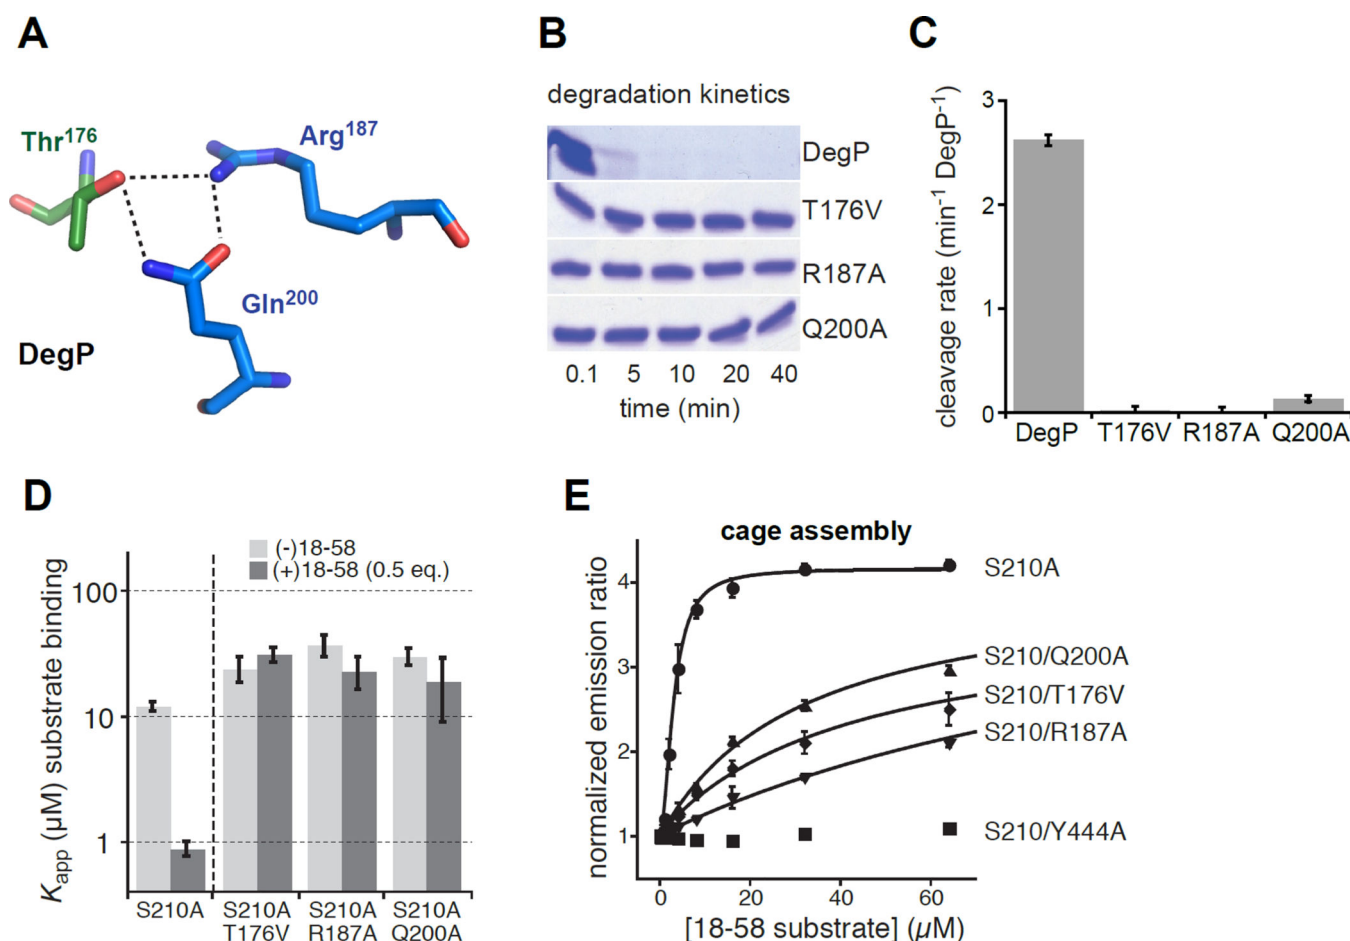 A
Thr176
Arg187
Gln200
DegP
B
degradation kinetics
DegP
T176V
R187A
Q200A
0.1 5 10 20 40
time (min)
C
cleavage rate (min-1 DegP-1)
3
2
1
0
DegP T176V R187A Q200A
D
(-)18-58
(+)18-58 (0.5 eq.)
Kapp (µM) substrate binding
100
10
1
S210A S210A S210A S210A
T176V R187A Q200A
E
cage assembly
normalized emission ratio
4
3
2
1
S210A
S210/Q200A
S210/T176V
S210/R187A
S210/Y444A
0 20 40 60
[18-58 substrate] (µM)